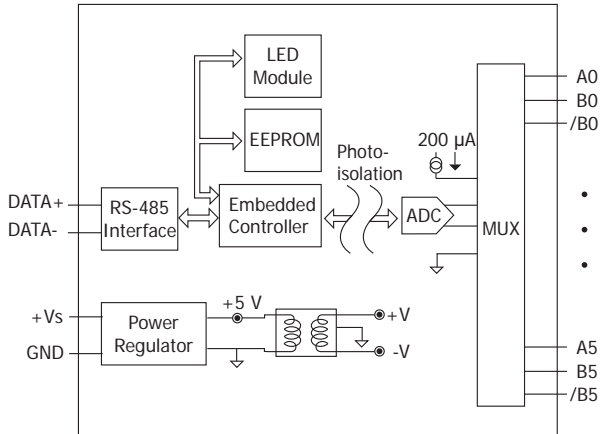 LED
Module
EEPROM
Photo-
isolation
200 µA
A0
B0
/B0
DATA+
DATA-
RS-485
Interface
Embedded
Controller
ADC
MUX
+Vs
GND
Power
Regulator
+5 V
+V
-V
A5
B5
/B5